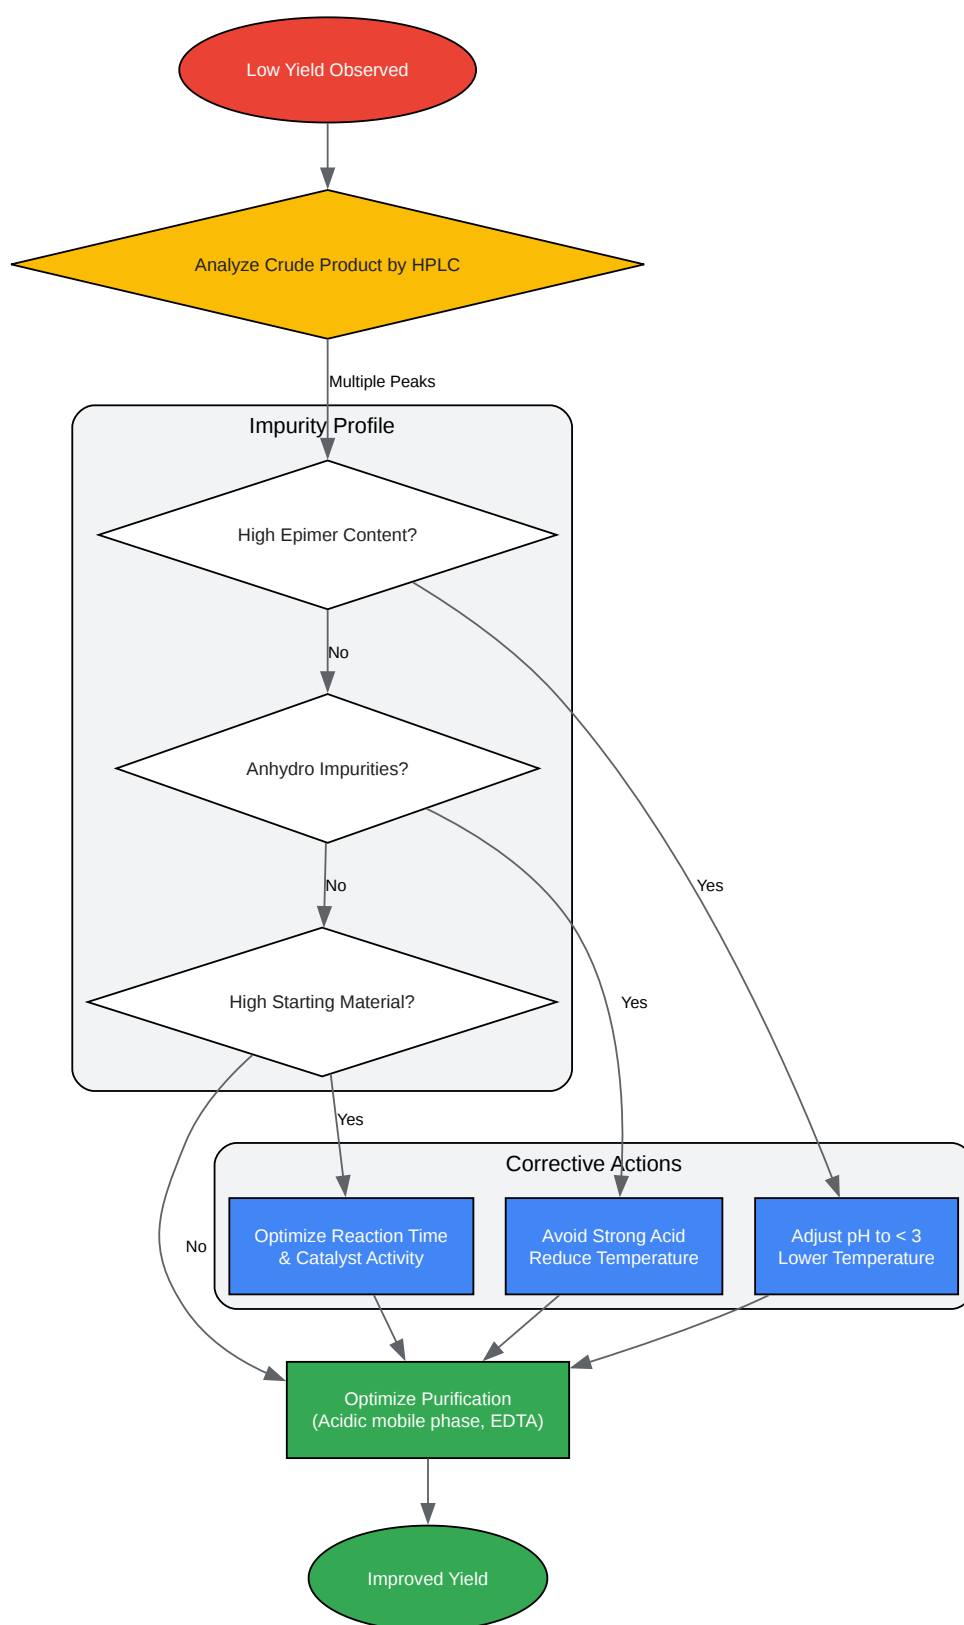 Low Yield Observed
Analyze Crude Product by HPLC
Multiple Peaks
Impurity Profile
High Epimer Content?
No
Anhydro Impurities?
No
Yes
High Starting Material?
Yes
Yes
Corrective Actions
Optimize Reaction Time
& Catalyst Activity
Avoid Strong Acid
Reduce Temperature
Adjust pH to < 3
Lower Temperature
No
Optimize Purification
(Acidic mobile phase, EDTA)
Improved Yield